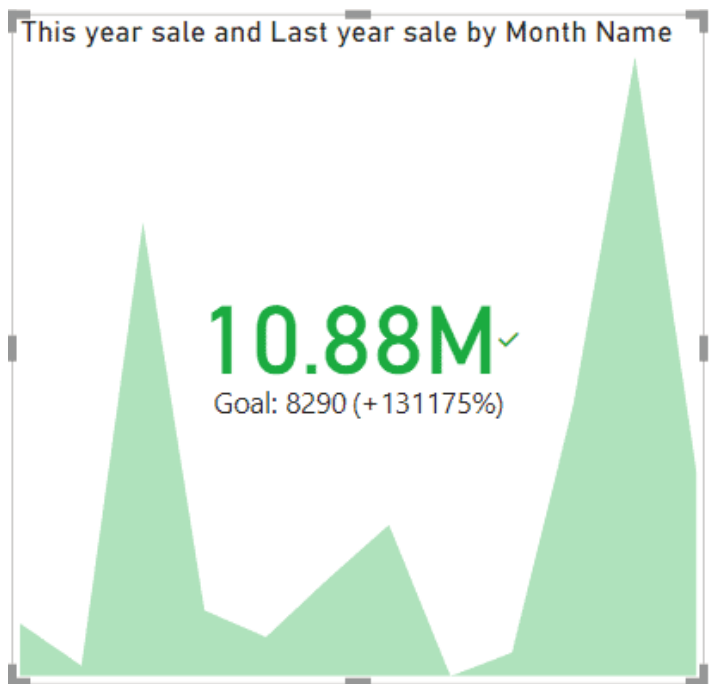 This year sale and Last year sale by Month Name
10.88M✓
Goal: 8290 (+131175%)